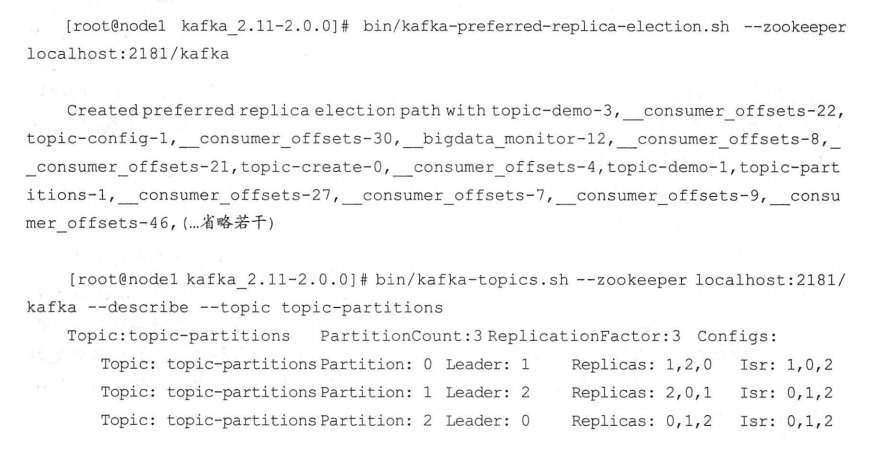 [root@node1 kafka_2.11-2.0.0]# bin/kafka-preferred-replica-election.sh --zookeeper
localhost:2181/kafka
Created preferred replica election path with topic-demo-3,__consumer_offsets-22,
topic-config-1,__consumer_offsets-30,__bigdata_monitor-12,__consumer_offsets-8,_
_consumer_offsets-21,topic-create-0,__consumer_offsets-4,topic-demo-1,topic-part
itions-1,__consumer_offsets-27,__consumer_offsets-7,__consumer_offsets-9,__consu
mer_offsets-46,(…省略若干)
[root@node1 kafka_2.11-2.0.0]# bin/kafka-topics.sh --zookeeper localhost:2181/
kafka --describe --topic topic-partitions
Topic:topic-partitions PartitionCount:3 ReplicationFactor:3 Configs:
Topic: topic-partitions Partition: 0 Leader: 1 Replicas: 1,2,0 Isr: 1,0,2
Topic: topic-partitions Partition: 1 Leader: 2 Replicas: 2,0,1 Isr: 0,1,2
Topic: topic-partitions Partition: 2 Leader: 0 Replicas: 0,1,2 Isr: 0,1,2